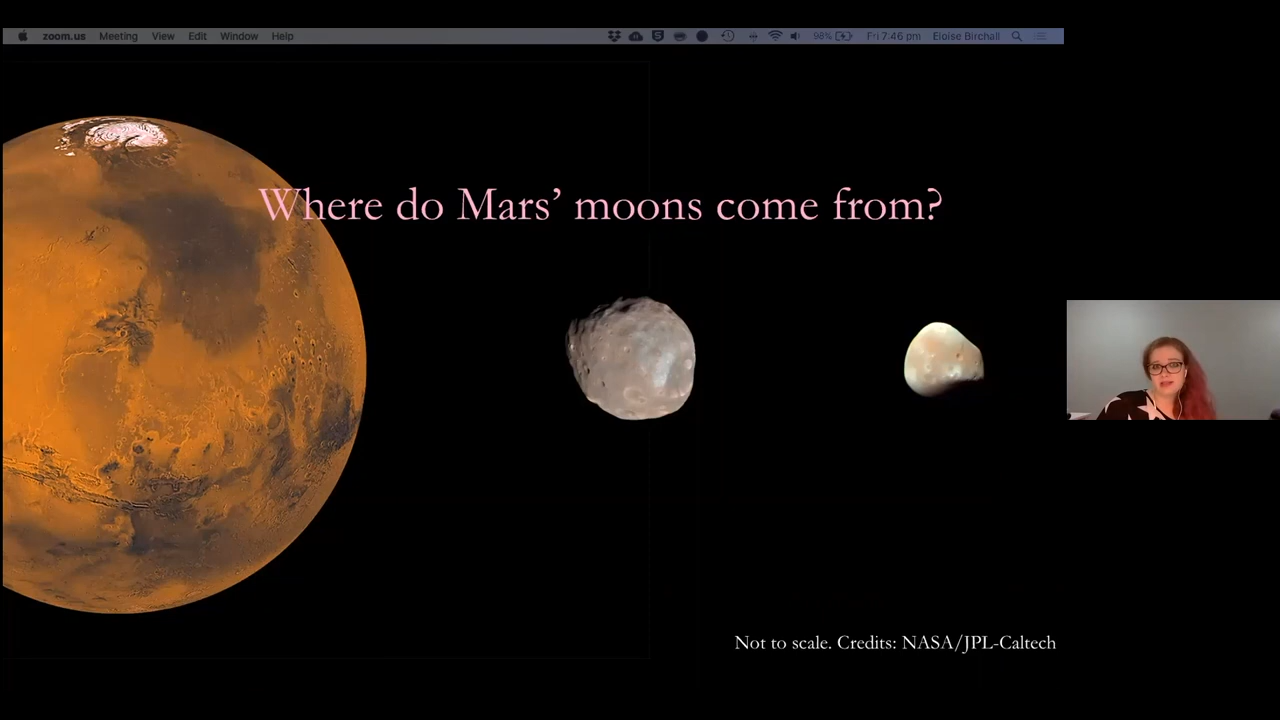 zoom.us Meeting View Edit Window Help 98% Fri 7:46 pm Eloise Birchall
Where do Mars’ moons come from?
Not to scale. Credits: NASA/JPL-Caltech